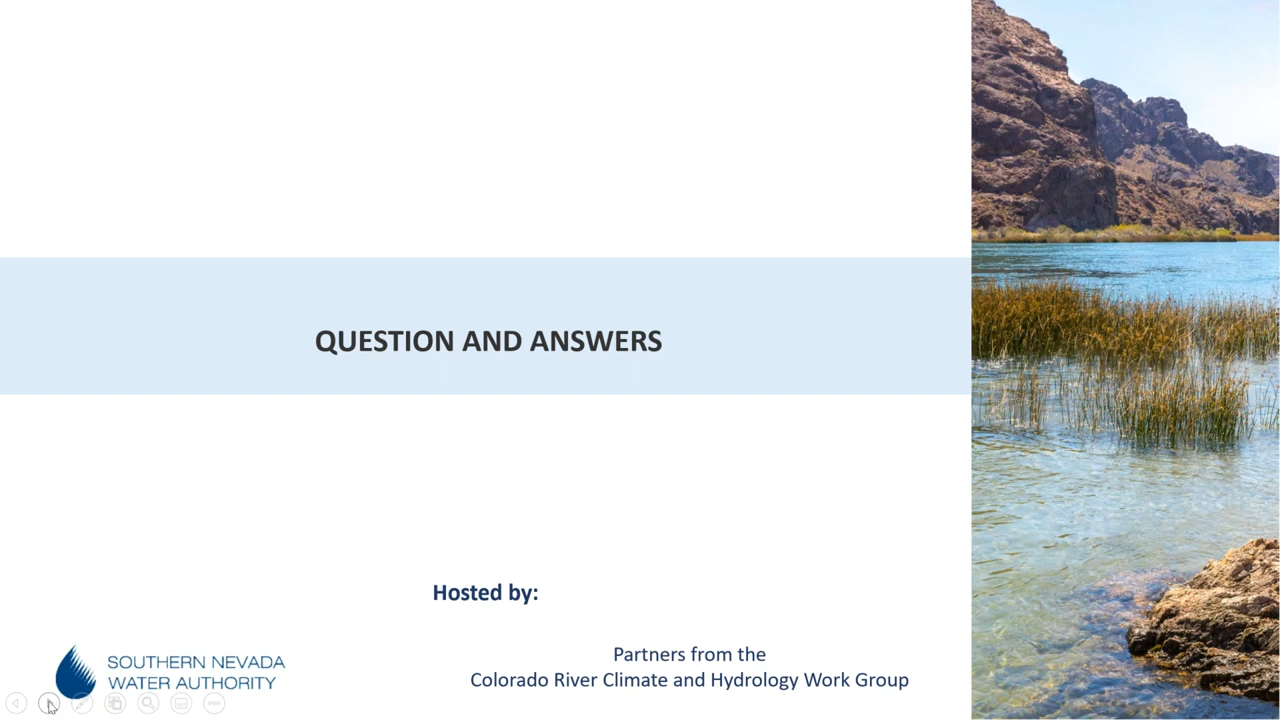 QUESTION AND ANSWERS
Hosted by:
SOUTHERN NEVADA
WATER AUTHORITY
Partners from the
Colorado River Climate and Hydrology Work Group